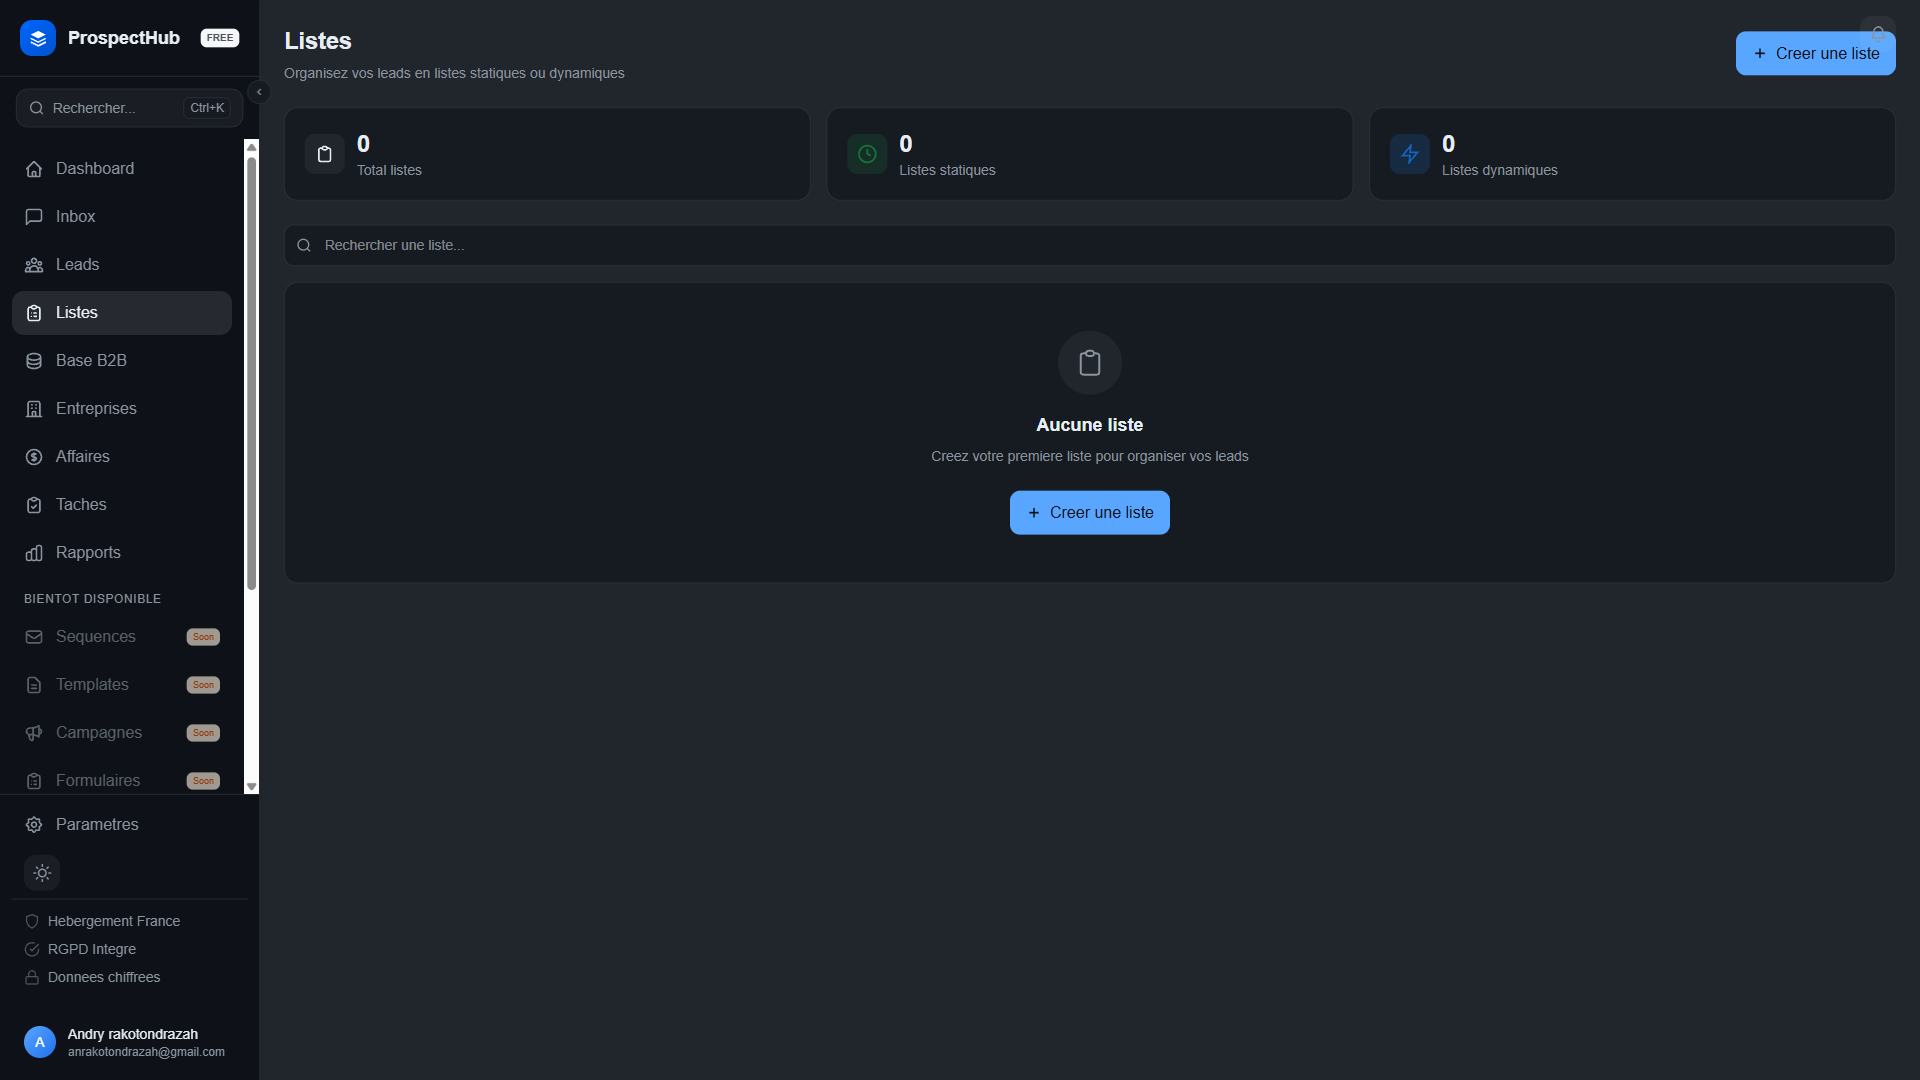 ProspectHub FREE
Rechercher... Ctrl+K
Dashboard
Inbox
Leads
Listes
Base B2B
Entreprises
Affaires
Taches
Rapports
BIENTOT DISPONIBLE
Sequences Soon
Templates Soon
Campagnes Soon
Formulaires Soon
Parametres
Hebergement France
RGPD Integre
Donnees chiffrees
A
Andry rakotondrazah
anrakotondrazah@gmail.com
Listes
Organisez vos leads en listes statiques ou dynamiques
+ Creer une liste
0
Total listes
0
Listes statiques
0
Listes dynamiques
Rechercher une liste...
Aucune liste
Creez votre premiere liste pour organiser vos leads
+ Creer une liste